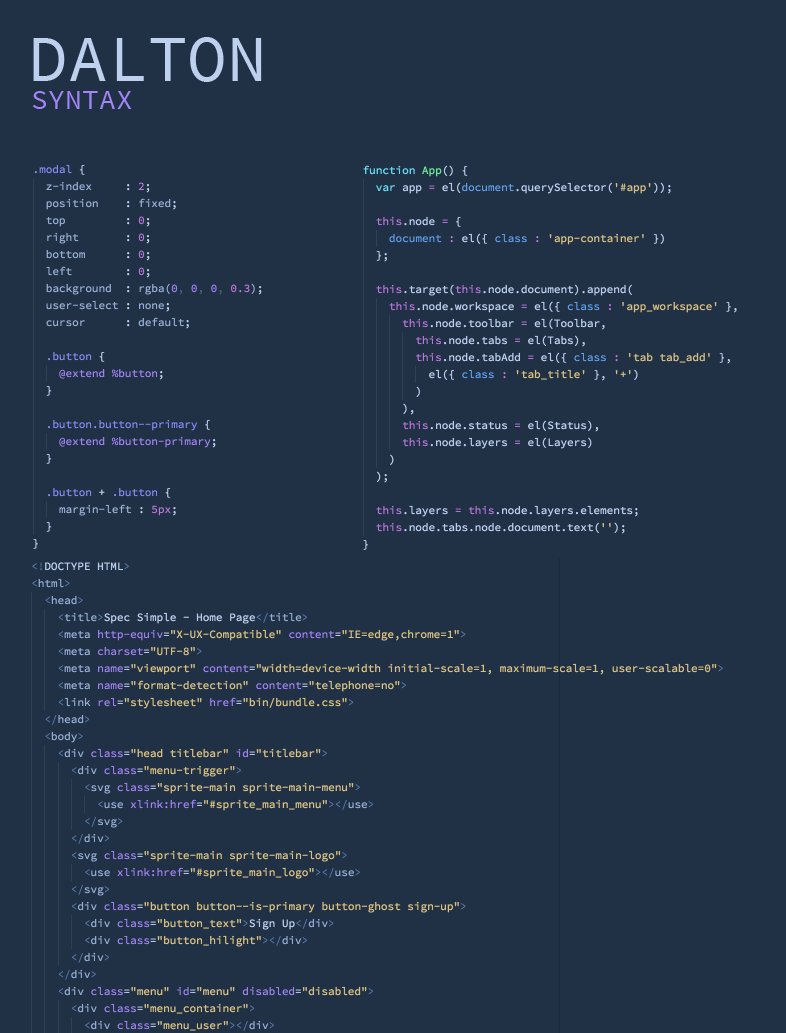 DALTON
SYNTAX
.modal {
  z-index     : 2;
  position    : fixed;
  top         : 0;
  right       : 0;
  bottom      : 0;
  left        : 0;
  background  : rgba(0, 0, 0, 0.3);
  user-select : none;
  cursor      : default;

  .button {
    @extend %button;
  }

  .button.button--primary {
    @extend %button-primary;
  }

  .button + .button {
    margin-left : 5px;
  }
}
function App() {
  var app = el(document.querySelector('#app'));

  this.node = {
    document : el({ class : 'app-container' })
  };

  this.target(this.node.document).append(
    this.node.workspace = el({ class : 'app_workspace' },
      this.node.toolbar = el(Toolbar,
        this.node.tabs = el(Tabs),
        this.node.tabAdd = el({ class : 'tab tab_add' },
          el({ class : 'tab_title' }, '+')
        )
      ),
      this.node.status = el(Status),
      this.node.layers = el(Layers)
    )
  );

  this.layers = this.node.layers.elements;
  this.node.tabs.node.document.text('');
}
<!DOCTYPE HTML>
<html>
  <head>
    <title>Spec Simple - Home Page</title>
    <meta http-equiv="X-UX-Compatible" content="IE=edge,chrome=1">
    <meta charset="UTF-8">
    <meta name="viewport" content="width=device-width initial-scale=1, maximum-scale=1, user-scalable=0">
    <meta name="format-detection" content="telephone=no">
    <link rel="stylesheet" href="bin/bundle.css">
  </head>
  <body>
    <div class="head titlebar" id="titlebar">
      <div class="menu-trigger">
        <svg class="sprite-main sprite-main-menu">
          <use xlink:href="#sprite_main_menu"></use>
        </svg>
      </div>
      <svg class="sprite-main sprite-main-logo">
        <use xlink:href="#sprite_main_logo"></use>
      </svg>
      <div class="button button--is-primary button-ghost sign-up">
        <div class="button_text">Sign Up</div>
        <div class="button_hilight"></div>
      </div>
    </div>
    <div class="menu" id="menu" disabled="disabled">
      <div class="menu_container">
        <div class="menu_user"></div>